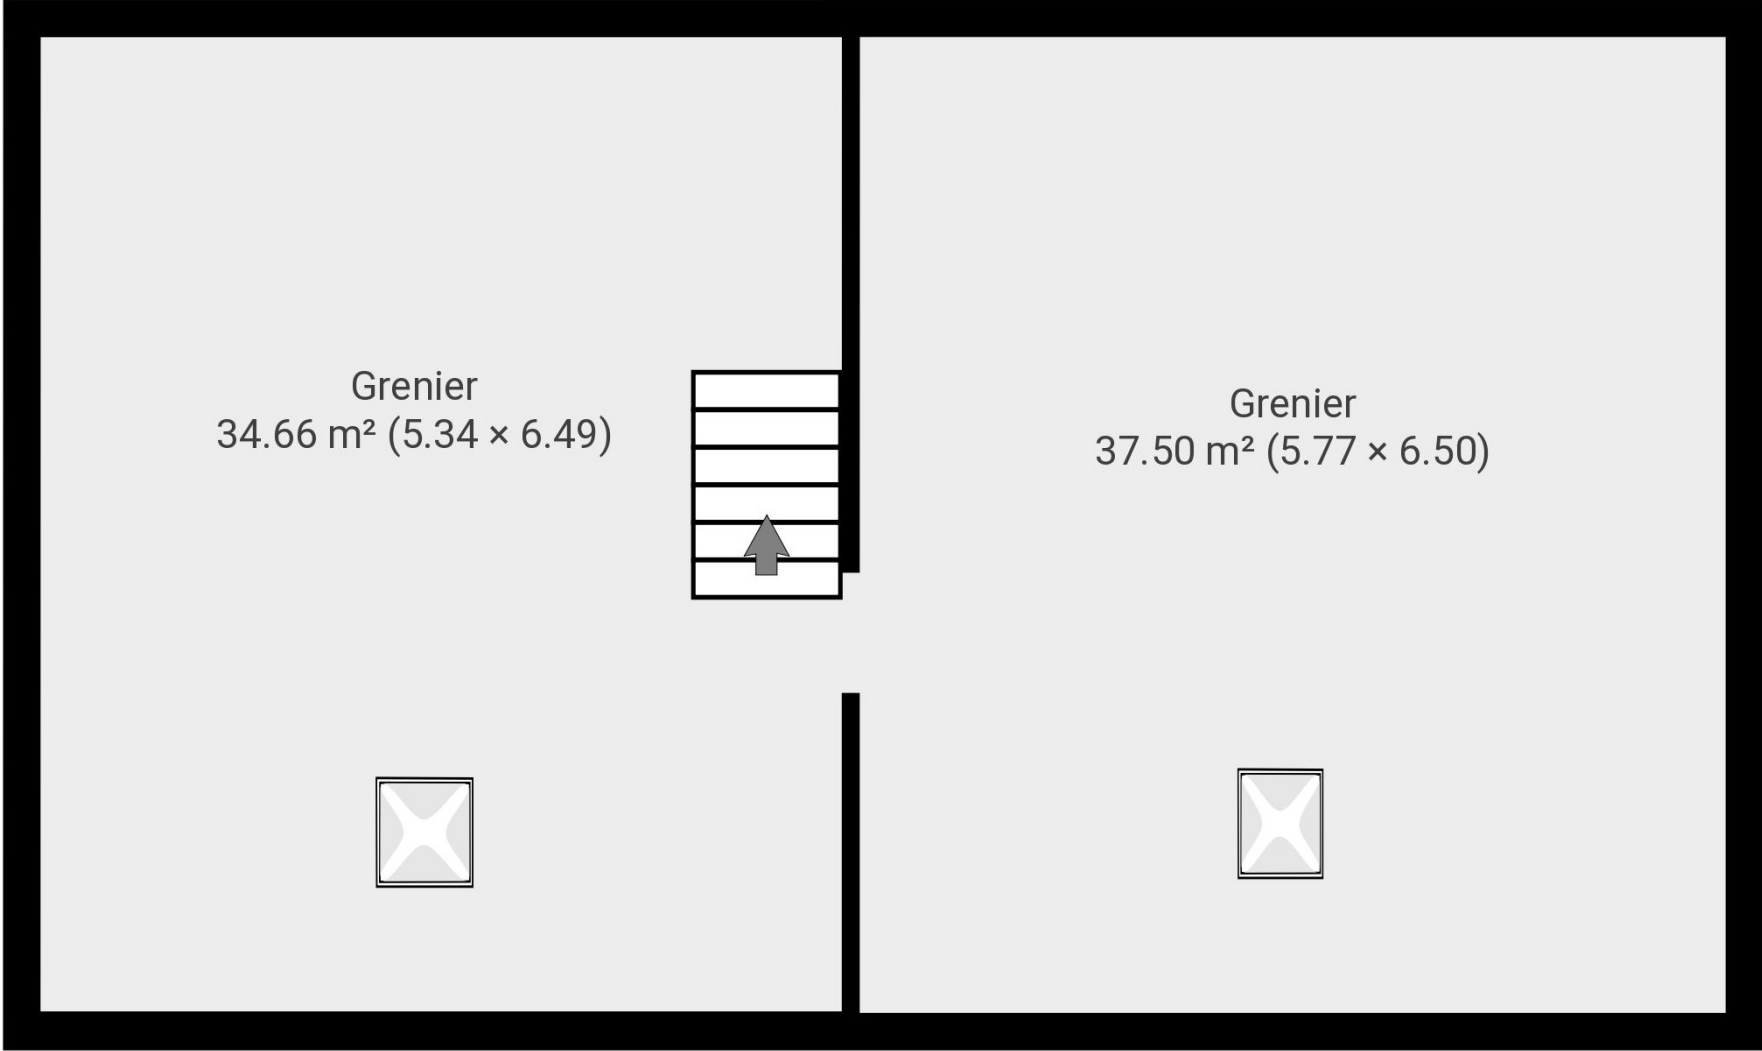 Grenier
34.66 m² (5.34 × 6.49)
Grenier
37.50 m² (5.77 × 6.50)